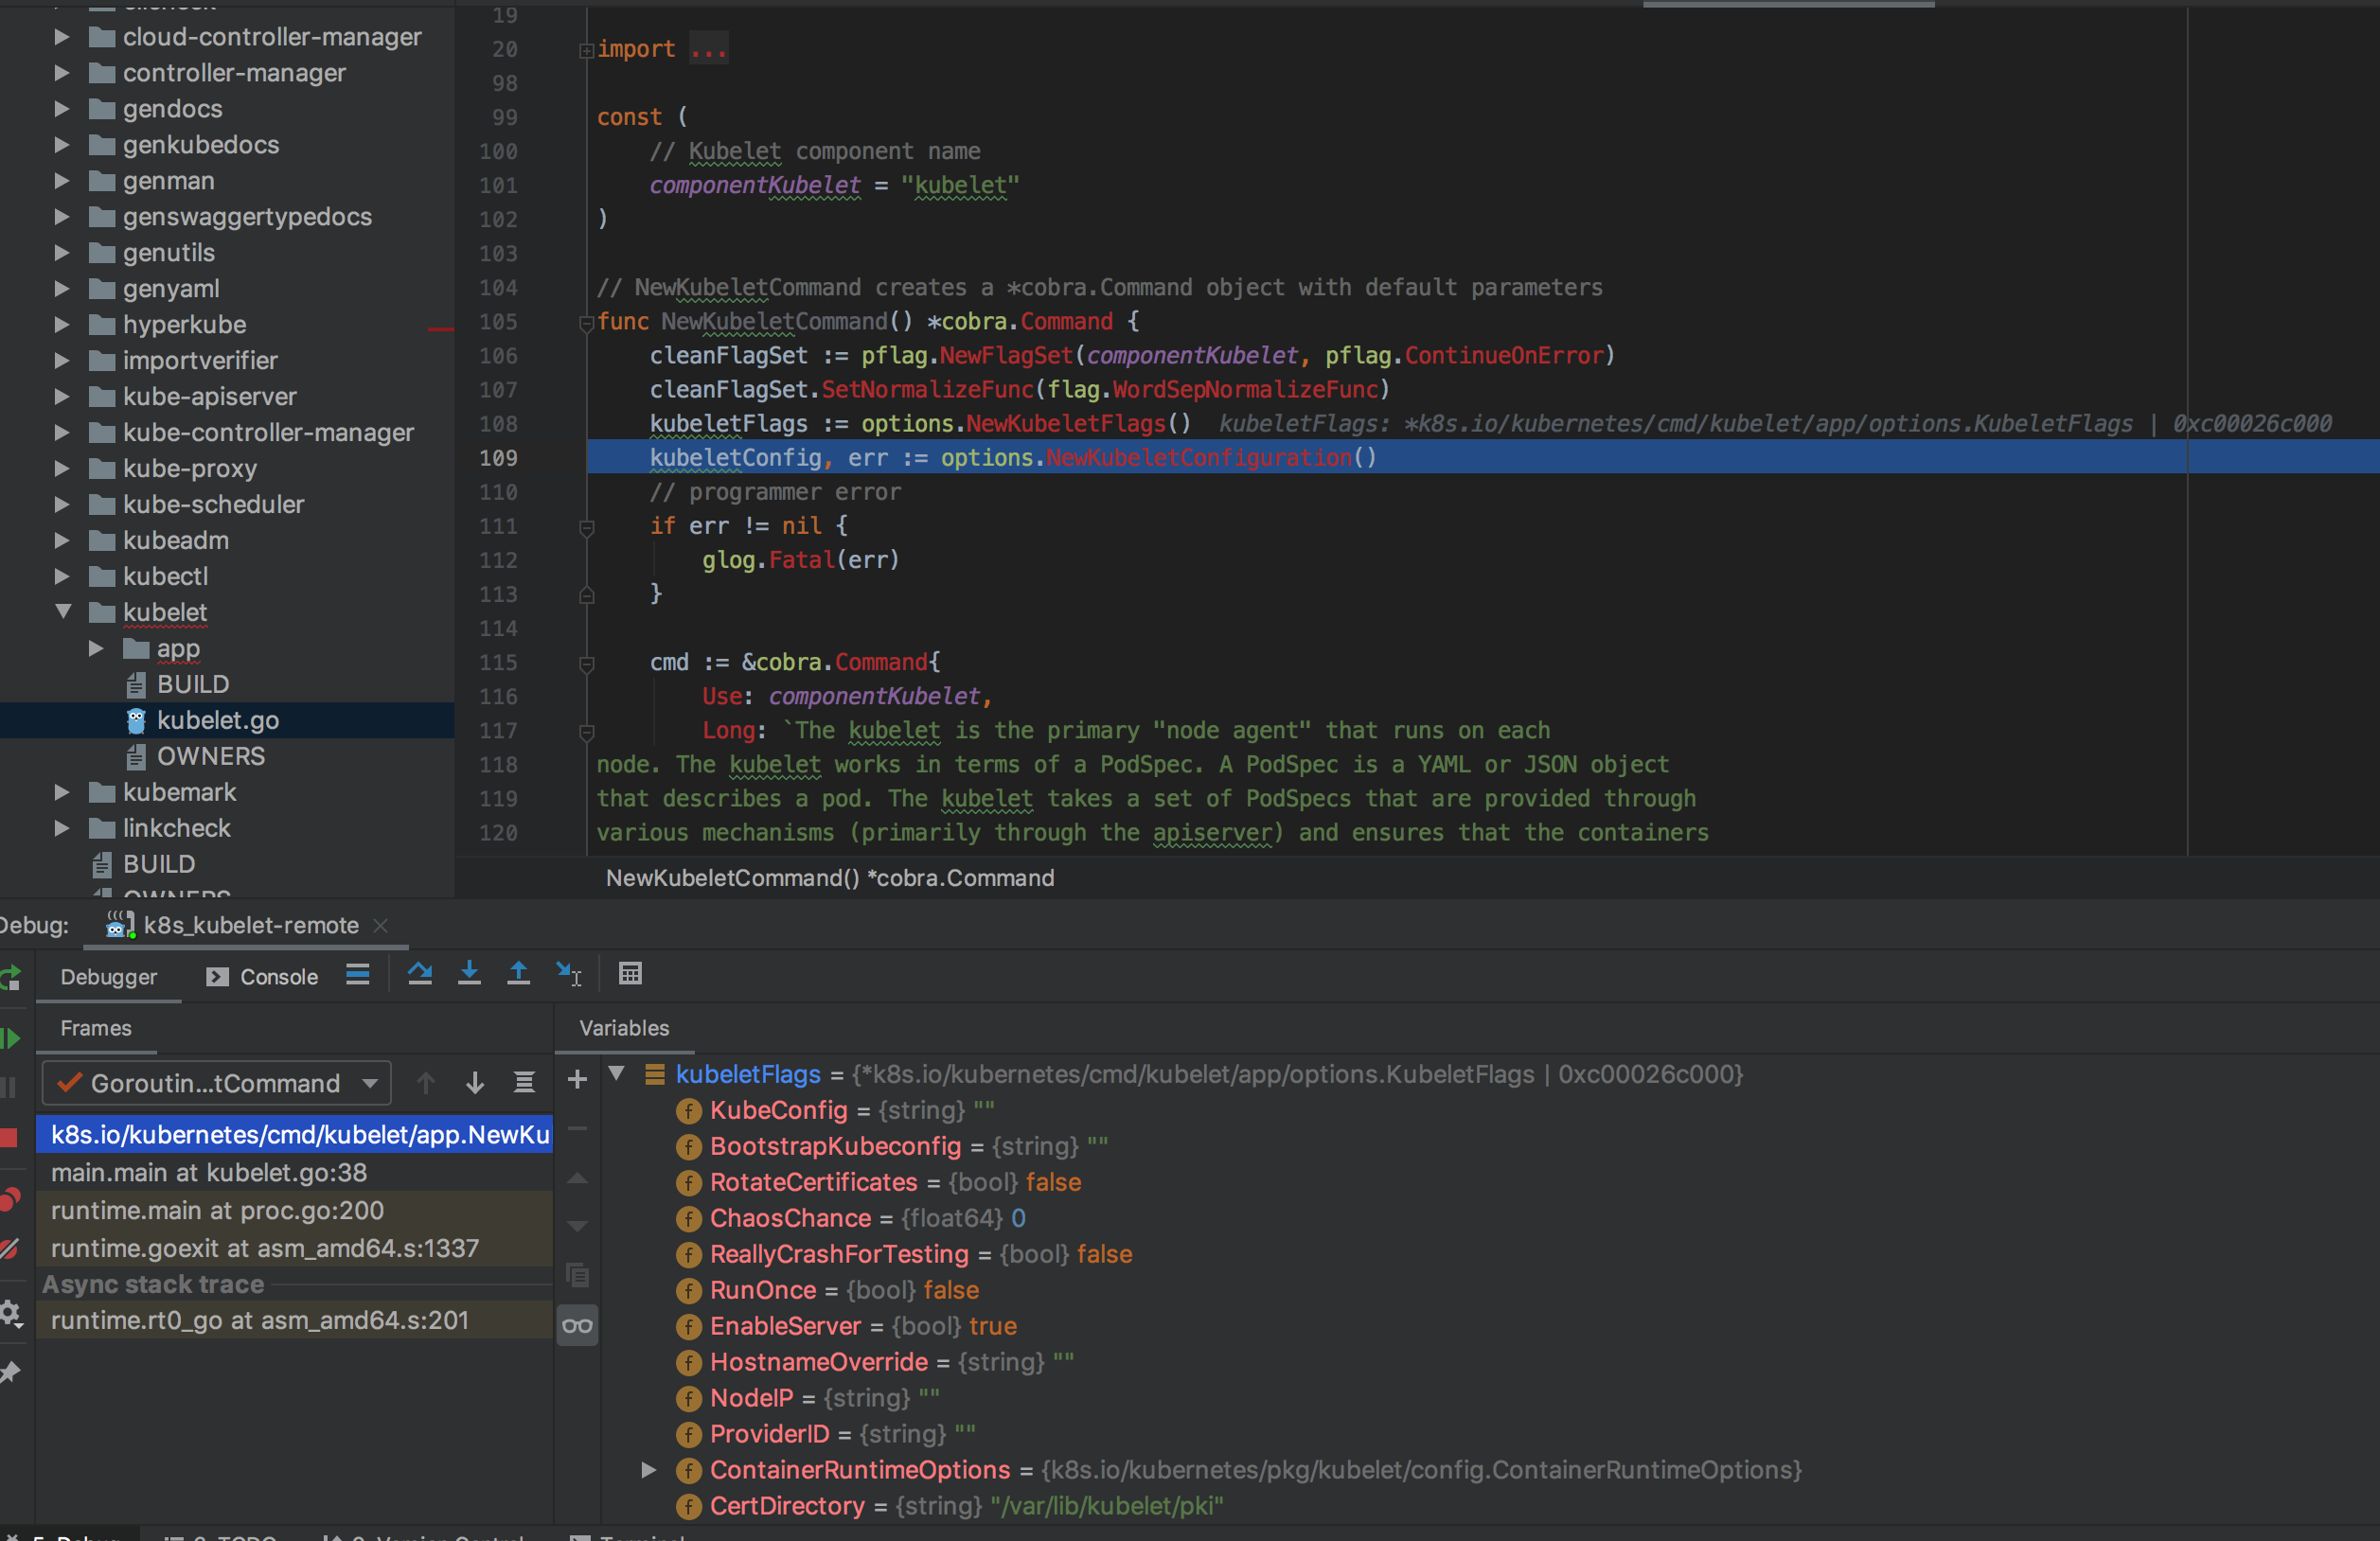 cloud-controller-manager
controller-manager
gendocs
genkubedocs
genman
genswaggertypedocs
genutils
genyaml
hyperkube
importverifier
kube-apiserver
kube-controller-manager
kube-proxy
kube-scheduler
kubeadm
kubectl
kubelet
app
BUILD
kubelet.go
OWNERS
kubemark
linkcheck
BUILD
OWNERS
19
20 import ...
98
99 const (
100 // Kubelet component name
101 componentKubelet = "kubelet"
102 )
103
104 // NewKubeletCommand creates a *cobra.Command object with default parameters
105 func NewKubeletCommand() *cobra.Command {
106 cleanFlagSet := pflag.NewFlagSet(componentKubelet, pflag.ContinueOnError)
107 cleanFlagSet.SetNormalizeFunc(flag.WordSepNormalizeFunc)
108 kubeletFlags := options.NewKubeletFlags() kubeletFlags: *k8s.io/kubernetes/cmd/kubelet/app/options.KubeletFlags | 0xc00026c000
109 kubeletConfig, err := options.NewKubeletConfiguration()
110 // programmer error
111 if err != nil {
112 glog.Fatal(err)
113 }
114
115 cmd := &cobra.Command{
116 Use: componentKubelet,
117 Long: `The kubelet is the primary "node agent" that runs on each
118 node. The kubelet works in terms of a PodSpec. A PodSpec is a YAML or JSON object
119 that describes a pod. The kubelet takes a set of PodSpecs that are provided through
120 various mechanisms (primarily through the apiserver) and ensures that the containers
NewKubeletCommand() *cobra.Command
Debug: k8s_kubelet-remote
Debugger Console
Frames
Goroutin...tCommand
k8s.io/kubernetes/cmd/kubelet/app.NewKu
main.main at kubelet.go:38
runtime.main at proc.go:200
runtime.goexit at asm_amd64.s:1337
Async stack trace
runtime.rt0_go at asm_amd64.s:201
Variables
kubeletFlags = {*k8s.io/kubernetes/cmd/kubelet/app/options.KubeletFlags | 0xc00026c000}
KubeConfig = {string} ""
BootstrapKubeconfig = {string} ""
RotateCertificates = {bool} false
ChaosChance = {float64} 0
ReallyCrashForTesting = {bool} false
RunOnce = {bool} false
EnableServer = {bool} true
HostnameOverride = {string} ""
NodeIP = {string} ""
ProviderID = {string} ""
ContainerRuntimeOptions = {k8s.io/kubernetes/pkg/kubelet/config.ContainerRuntimeOptions}
CertDirectory = {string} "/var/lib/kubelet/pki"
5: Debug 6: TODO 9: Version Control Terminal